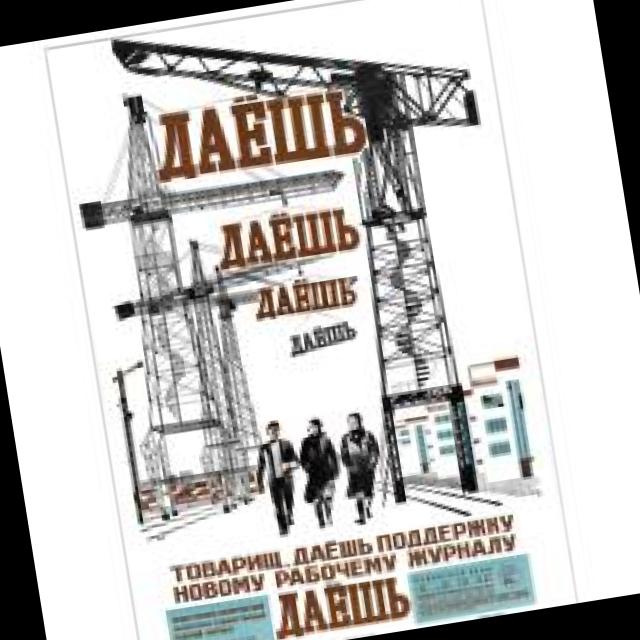 ДАЁШЬ
ДАЁШЬ
ДАЁШЬ
ДАЁШЬ
ТОВАРИЩ, ДАЁШЬ ПОДДЕРЖКУ
НОВОМУ РАБОЧЕМУ ЖУРНАЛУ
ДАЁШЬ